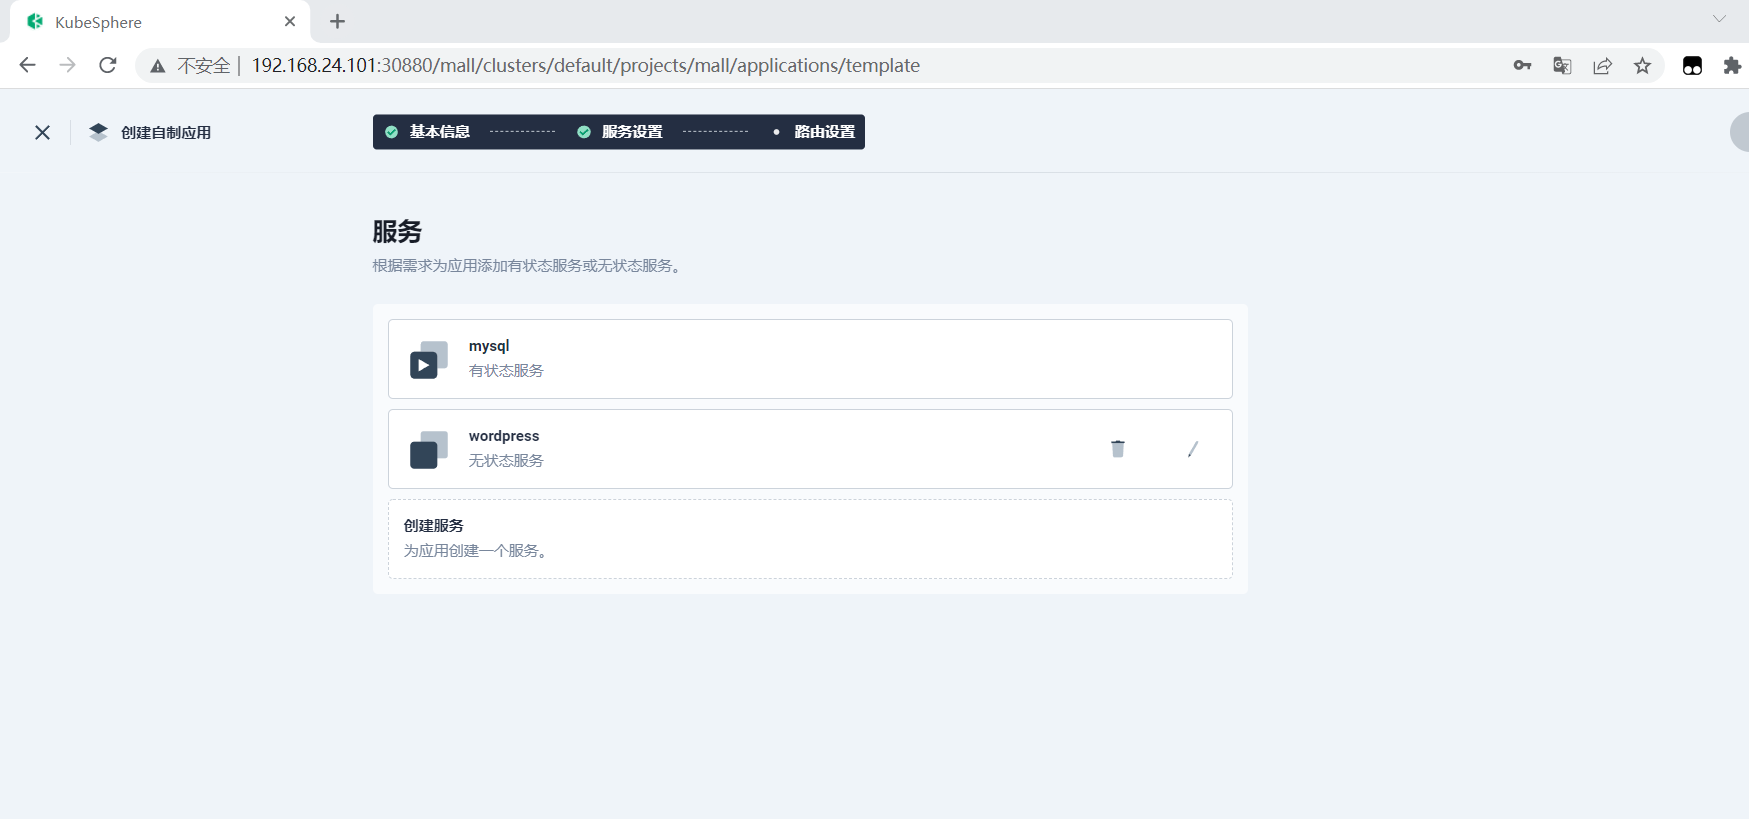 KubeSphere
不安全 192.168.24.101:30880/mall/clusters/default/projects/mall/applications/template
创建自制应用 基本信息 服务设置 路由设置
服务
根据需求为应用添加有状态服务或无状态服务。
mysql
有状态服务
wordpress
无状态服务
创建服务
为应用创建一个服务。